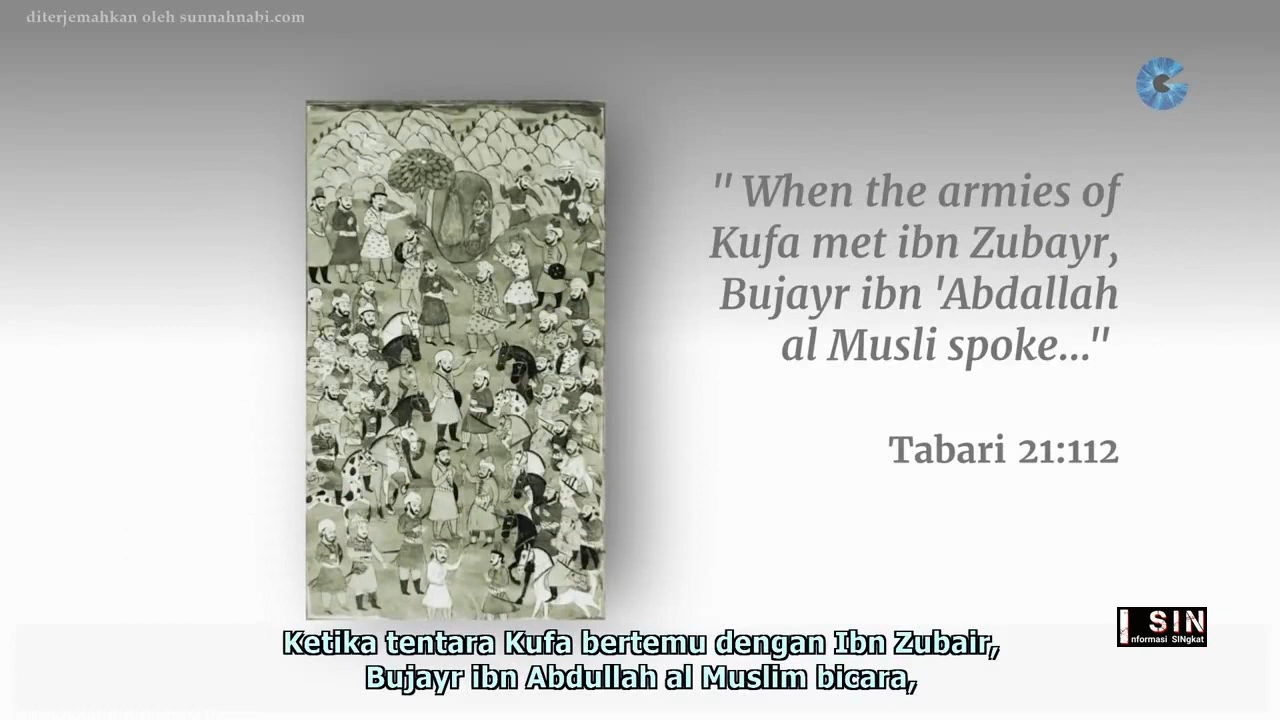 diterjemahkan oleh sunnahnabi.com
" When the armies of
Kufa met ibn Zubayr,
Bujayr ibn 'Abdallah
al Musli spoke..."
Tabari 21:112
I SIN
nformasi SINgkat
Ketika tentara Kufa bertemu dengan Ibn Zubair,
Bujayr ibn Abdullah al Muslim bicara,